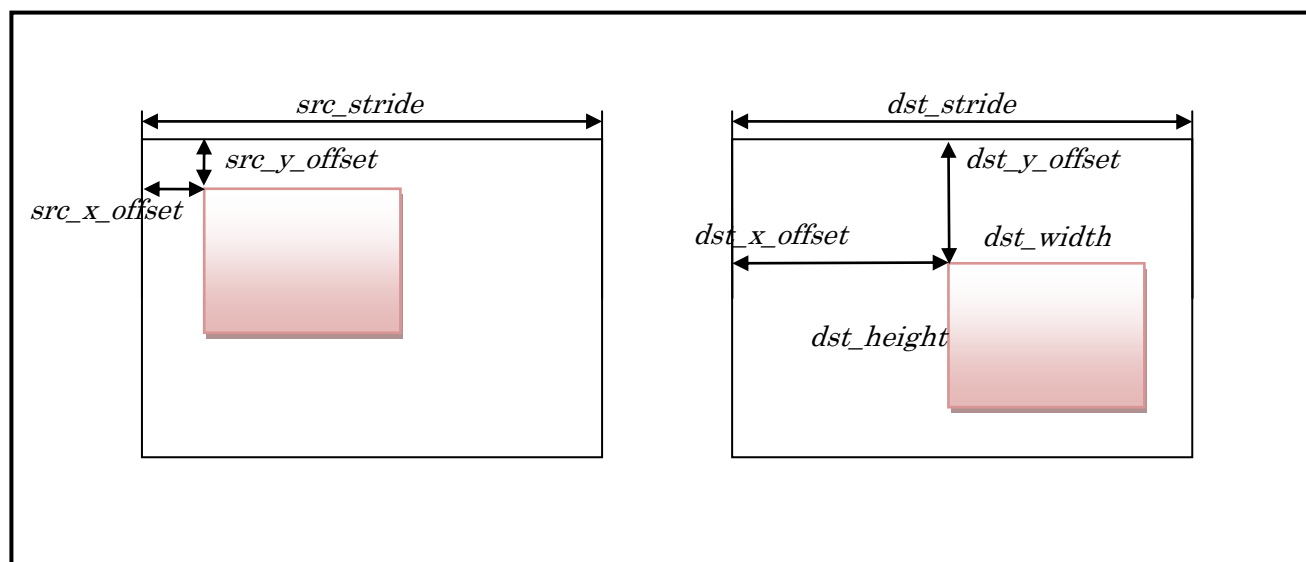 src_stride
src_y_offset
src_x_offset
dst_stride
dst_y_offset
dst_x_offset
dst_width
dst_height